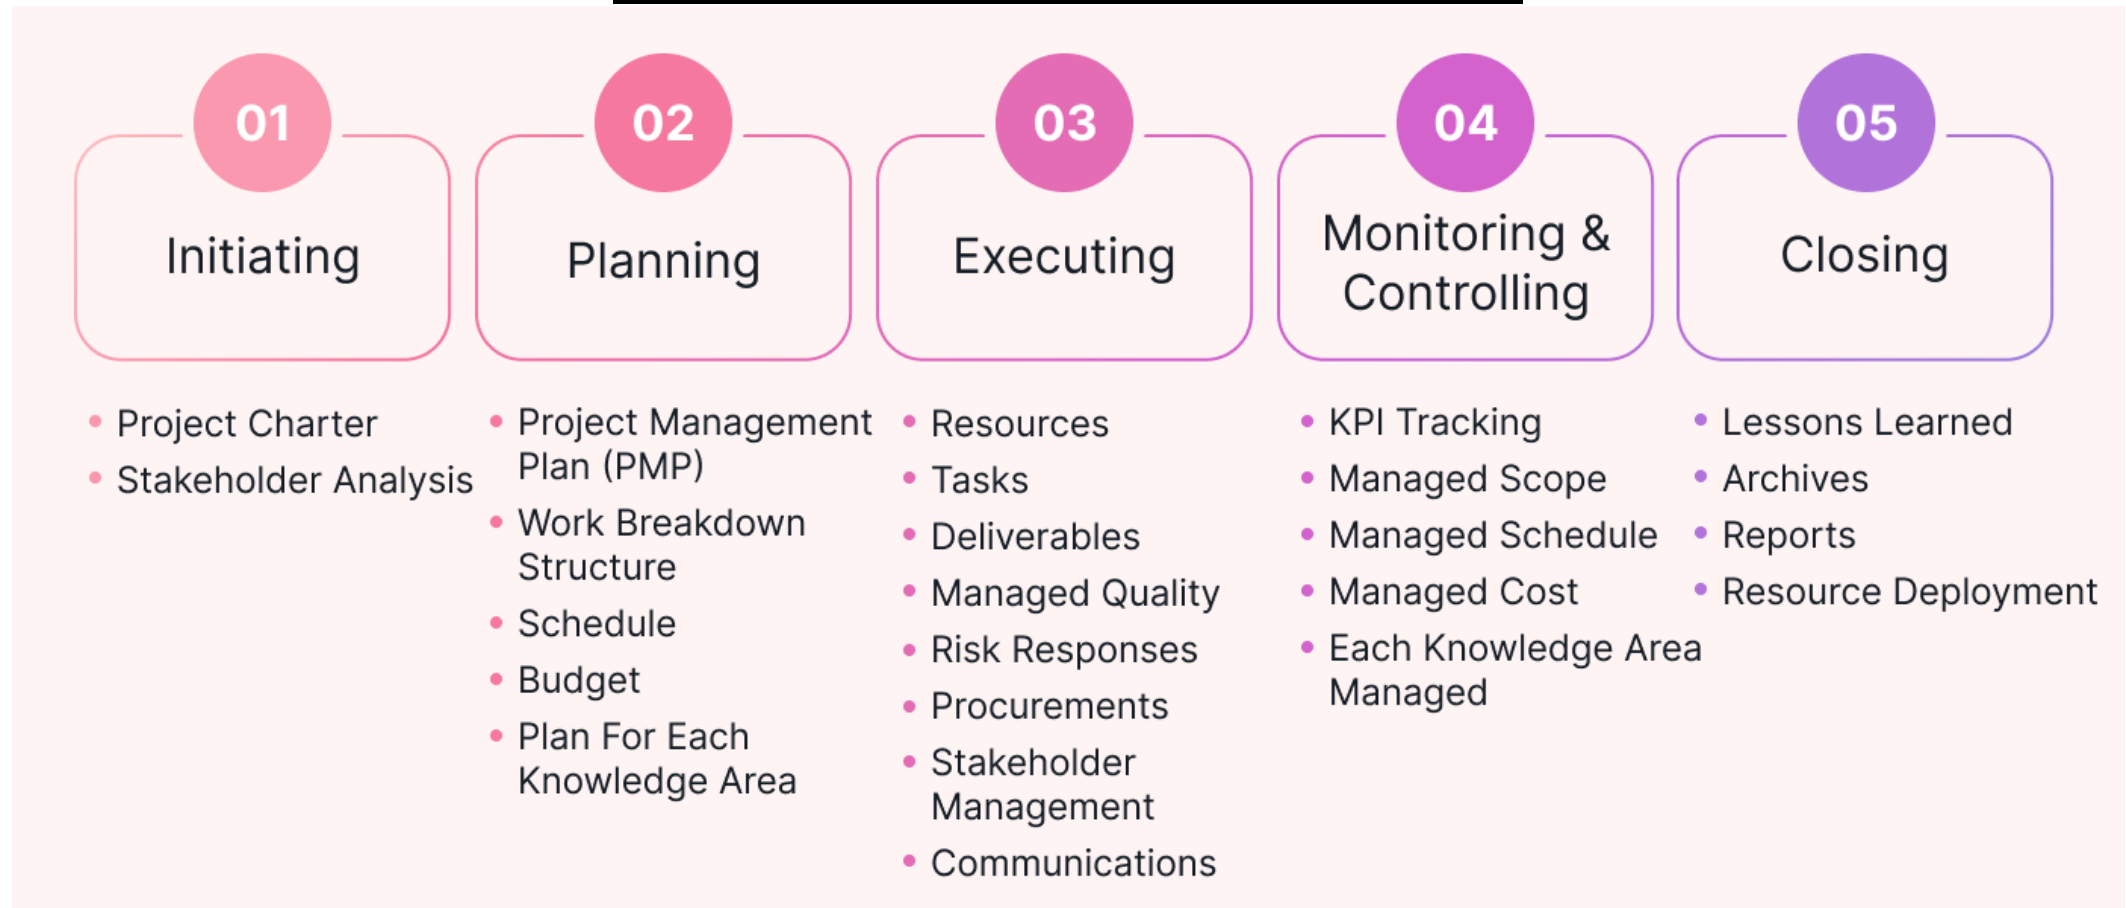 01
Initiating
Project Charter
Stakeholder Analysis
02
Planning
Project Management
Plan (PMP)
Work Breakdown
Structure
Schedule
Budget
Plan For Each
Knowledge Area
03
Executing
Resources
Tasks
Deliverables
Managed Quality
Risk Responses
Procurements
Stakeholder
Management
Communications
04
Monitoring &
Controlling
KPI Tracking
Managed Scope
Managed Schedule
Managed Cost
Each Knowledge Area
Managed
05
Closing
Lessons Learned
Archives
Reports
Resource Deployment